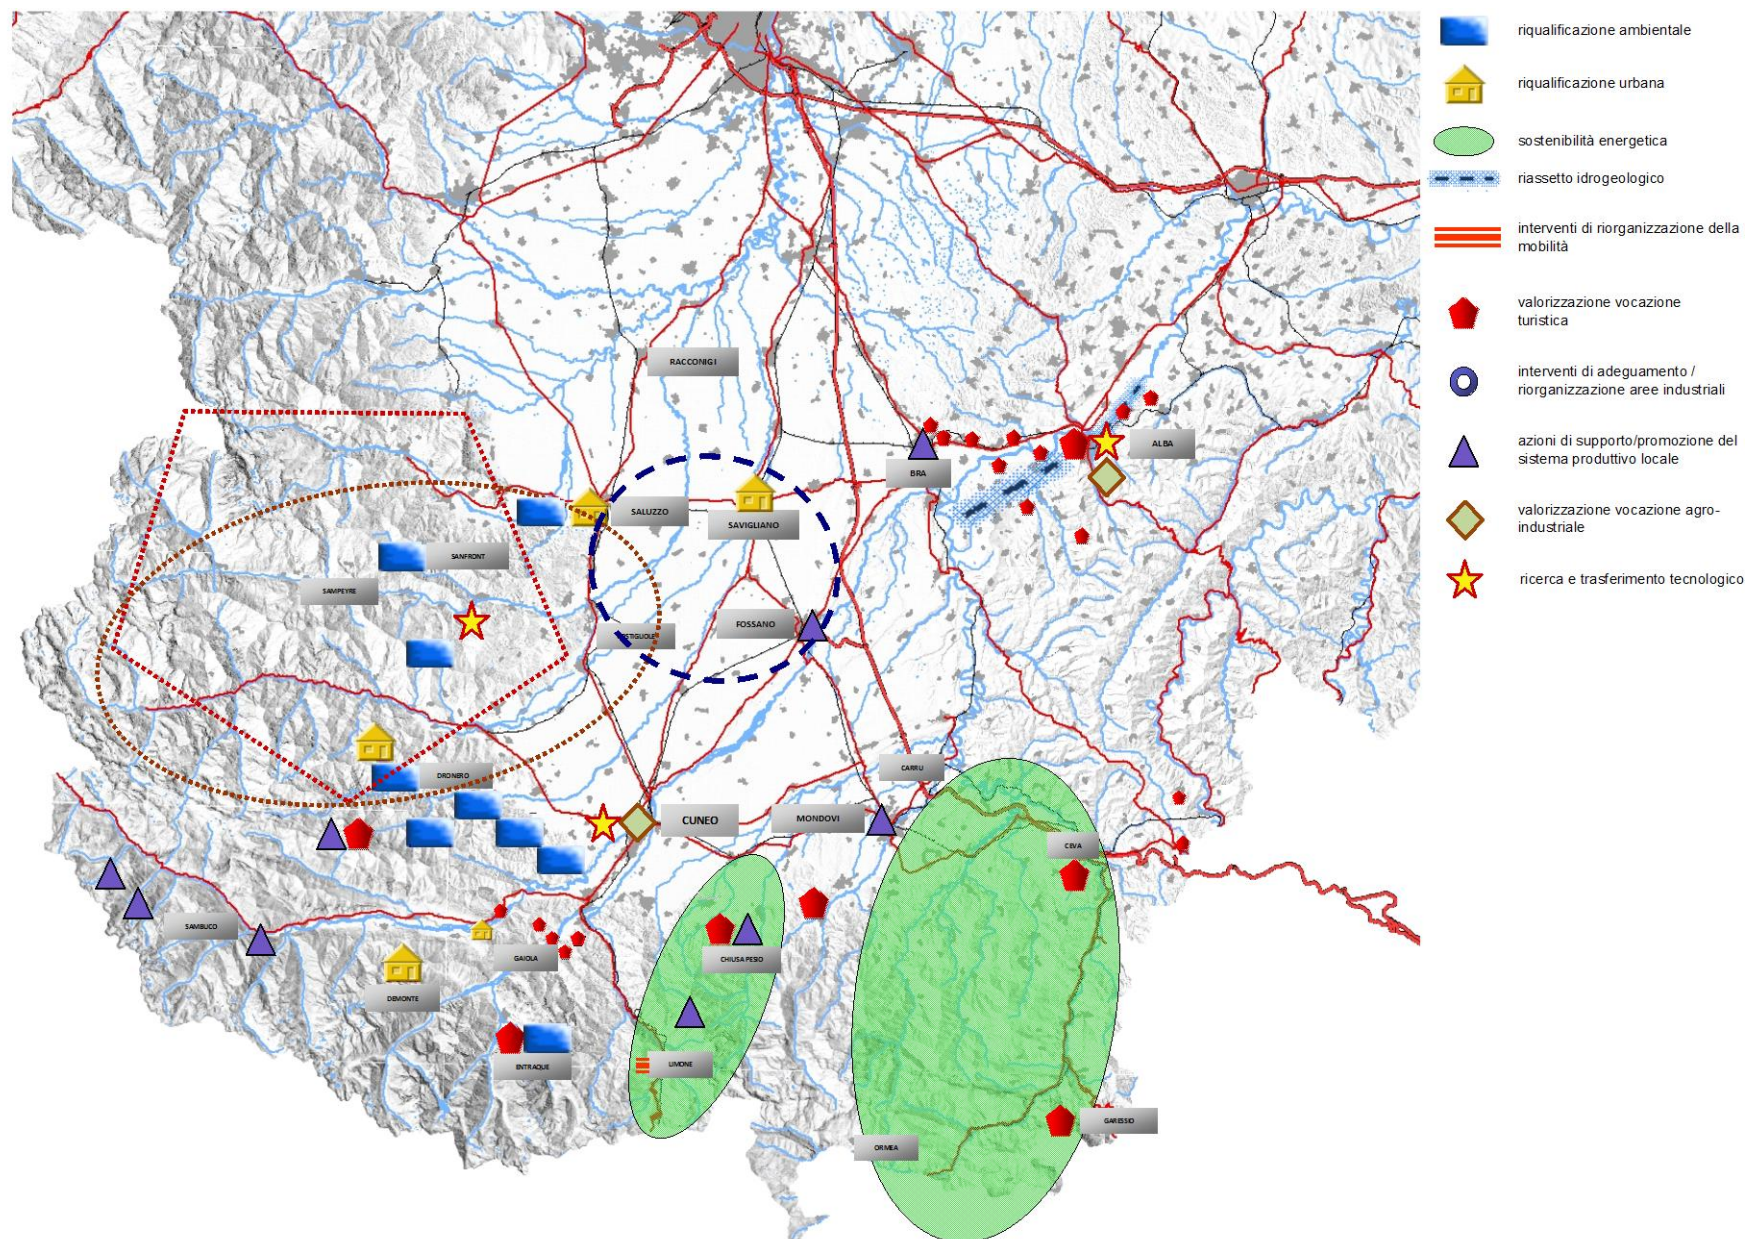 riqualificazione ambientale
riqualificazione urbana
sostenibilità energetica
riassetto idrogeologico
interventi di riorganizzazione della
mobilità
valorizzazione vocazione
turistica
interventi di adeguamento /
riorganizzazione aree industriali
azioni di supporto/promozione del
sistema produttivo locale
valorizzazione vocazione agro-
industriale
ricerca e trasferimento tecnologico
RACCONIGI
ALBA
BRA
SALUZZO
SAVIGLIANO
SANFRONT
SAMPEYRE
FOSSANO
STIGLIOLE
CARRU
DRONERO
CUNEO
MONDOVI
CEVA
SAMBUCO
GAIOLA
CHIUSA PESIO
DEMONTE
ENTRAQUE
LIMONE
GARESSIO
ORMEA